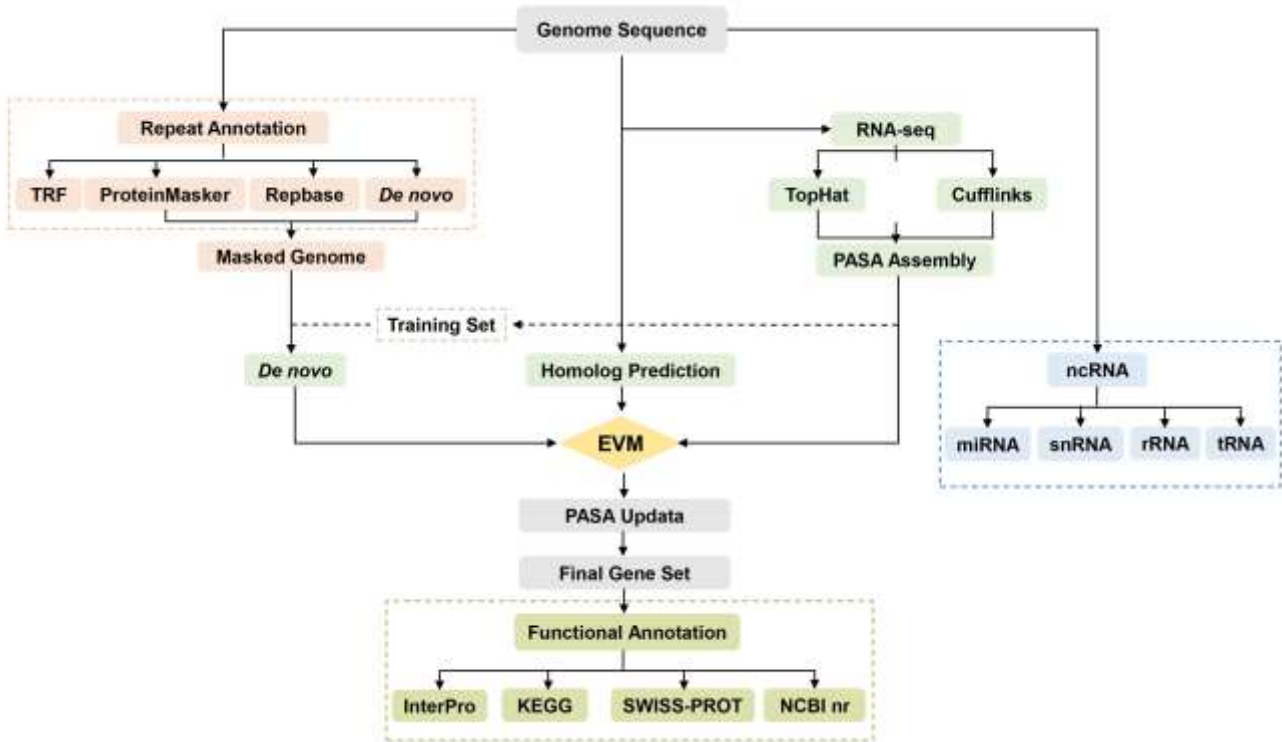 Genome Sequence
Repeat Annotation
RNA-seq
TRF
ProteinMasker
Repbase
De novo
TopHat
Cufflinks
Masked Genome
PASA Assembly
Training Set
De novo
Homolog Prediction
ncRNA
EVM
miRNA
snRNA
rRNA
tRNA
PASA Updata
Final Gene Set
Functional Annotation
InterPro
KEGG
SWISS-PROT
NCBI nr